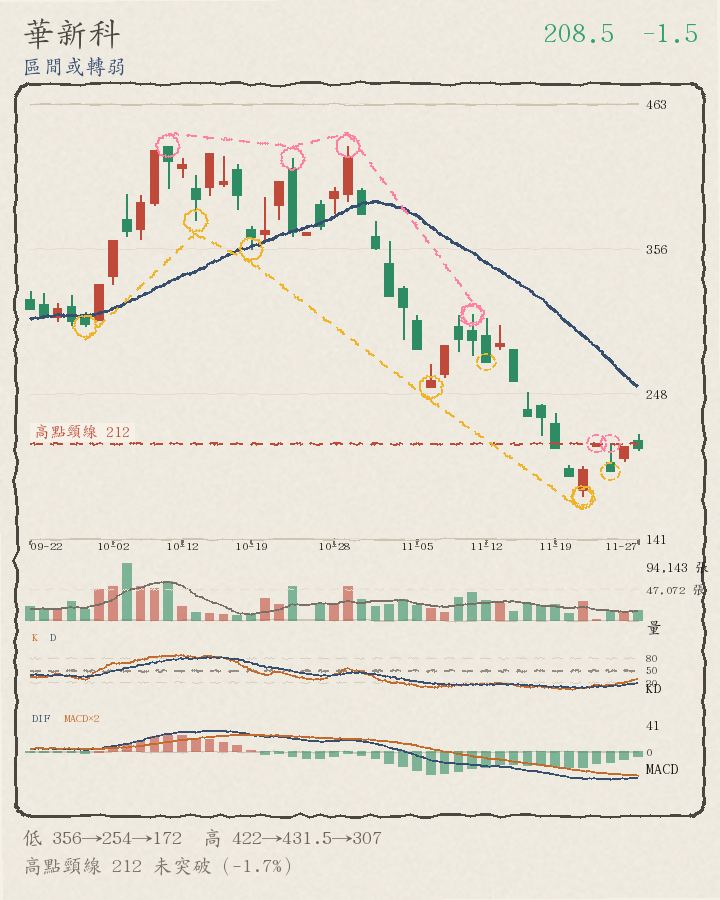 華新科
208.5 -1.5
區間或轉弱
463
356
248
高點頸線 212
141
09-22 10-02 10-12 10-19 10-28 11-05 11-12 11-19 11-27
94,143 張
47,072 張
量
K D
80
50
20
KD
DIF MACD×2
41
0
MACD
低 356→254→172 高 422→431.5→307
高點頸線 212 未突破 (-1.7%)